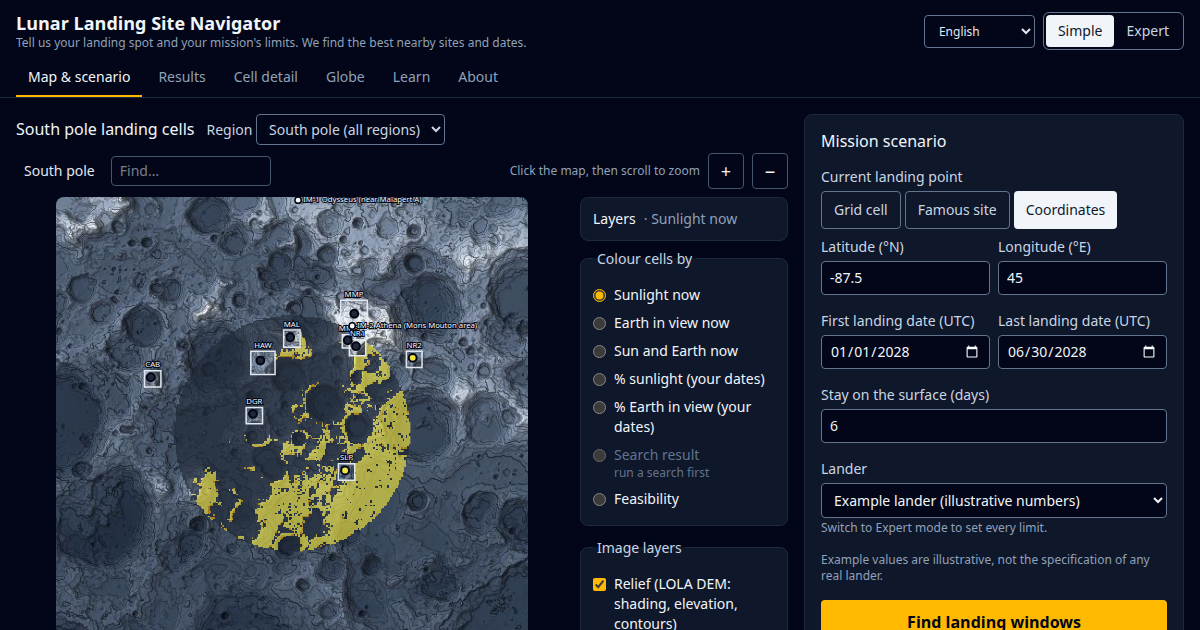 Lunar Landing Site Navigator
Tell us your landing spot and your mission's limits. We find the best nearby sites and dates.
English
Simple
Expert
Map & scenario
Results
Cell detail
Globe
Learn
About
South pole landing cells
Region
South pole (all regions)
South pole
Find...
Click the map, then scroll to zoom
+
−
IM-1 Odysseus (near Malapert A)
MMP
IM-2 Athena (Mons Mouton area)
MAL
NR1
HAW
NR2
CAB
DGR
SLP
Layers · Sunlight now
Colour cells by
Sunlight now
Earth in view now
Sun and Earth now
% sunlight (your dates)
% Earth in view (your
dates)
Search result
run a search first
Feasibility
Image layers
Relief (LOLA DEM:
shading, elevation,
contours)
Mission scenario
Current landing point
Grid cell
Famous site
Coordinates
Latitude (°N)
Longitude (°E)
-87.5
45
First landing date (UTC)
Last landing date (UTC)
01/01/2028
06/30/2028
Stay on the surface (days)
6
Lander
Example lander (illustrative numbers)
Switch to Expert mode to set every limit.
Example values are illustrative, not the specification of any
real lander.
Find landing windows